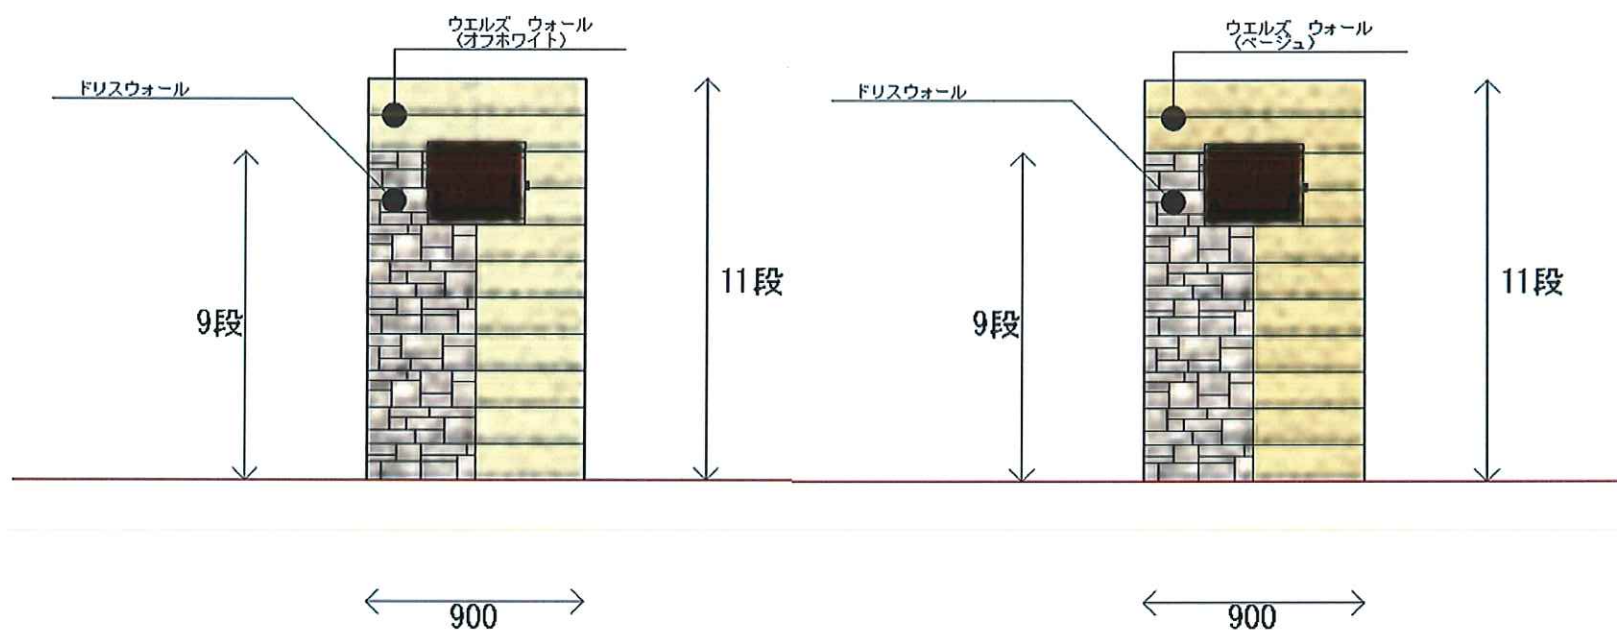 ウエルズ ウォール
(オフホワイト)
ドリスウォール
9段
11段
900
ウエルズ ウォール
(ベージュ)
ドリスウォール
9段
11段
900